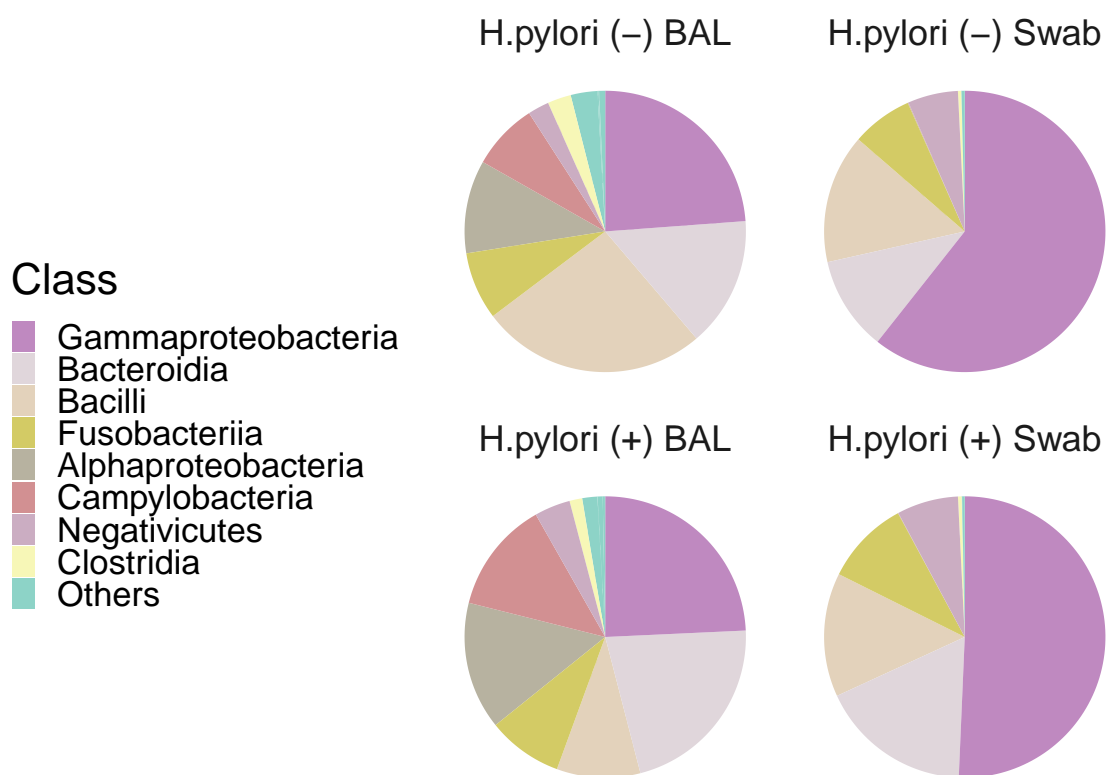 H.pylori (−) BAL
H.pylori (−) Swab
Class
Gammaproteobacteria
Bacteroidia
Bacilli
Fusobacteriia
Alphaproteobacteria
Campylobacteria
Negativicutes
Clostridia
Others
H.pylori (+) BAL
H.pylori (+) Swab